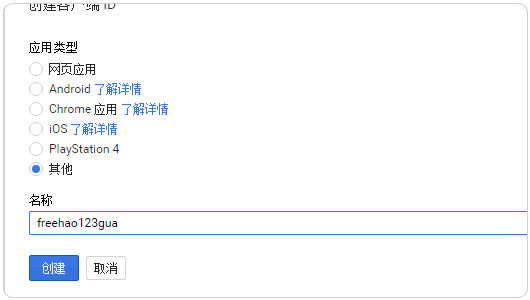 创建客户端 ID
应用类型
网页应用
Android 了解详情
Chrome 应用 了解详情
iOS 了解详情
PlayStation 4
其他
名称
freehao123gua
创建 取消